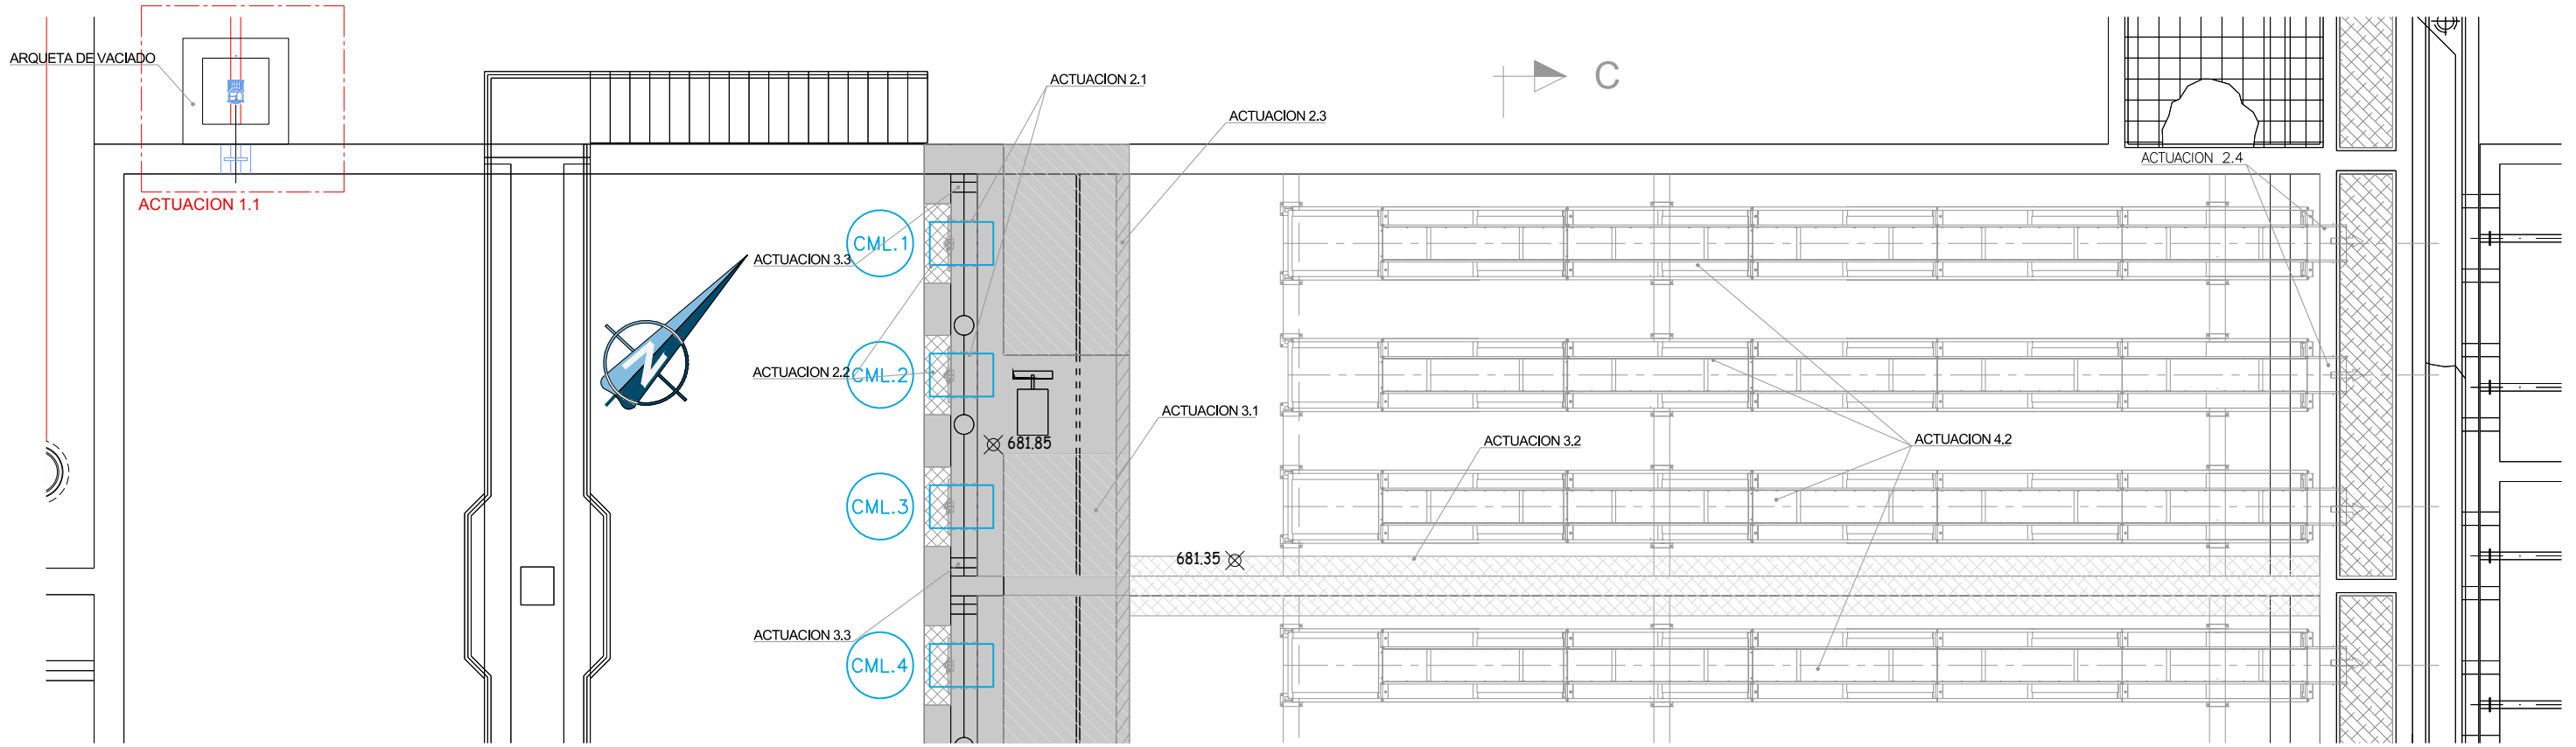 ARQUETA DE VACIADO
ACTUACION 2.1
C
ACTUACION 2.3
ACTUACION 2.4
ACTUACION 1.1
CML.1
ACTUACION 3.3
N
ACTUACION 2.2
CML.2
ACTUACION 3.1
681.85
ACTUACION 3.2
ACTUACION 4.2
CML.3
681.35
ACTUACION 3.3
CML.4